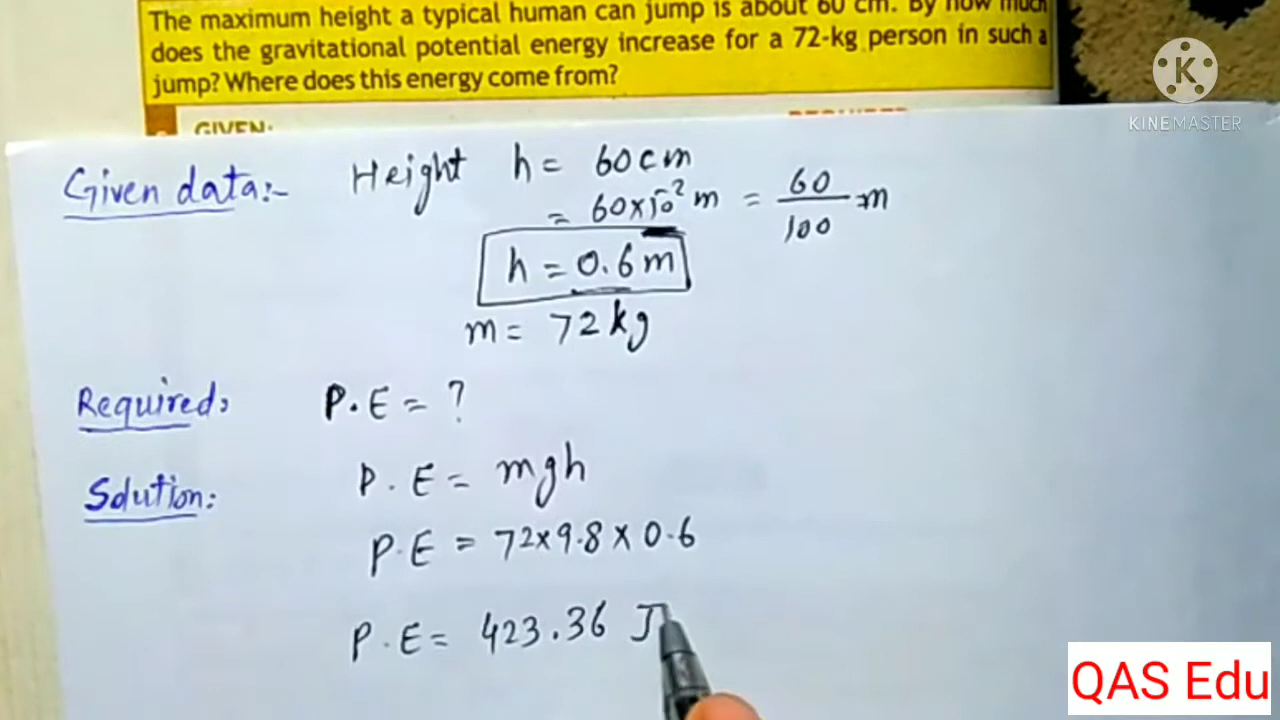 The maximum height a typical human can jump is about 60 cm. By how much
does the gravitational potential energy increase for a 72-kg person in such a
jump? Where does this energy come from?
K
KINEMASTER
GIVEN:
REQUIRED
Given data:- Height h = 60cm
= 60×10⁻² m = 60/100 m
h = 0.6m
m = 72kg
Required: P.E = ?
Solution: P.E = mgh
P.E = 72×9.8×0.6
P.E = 423.36 J
QAS Edu